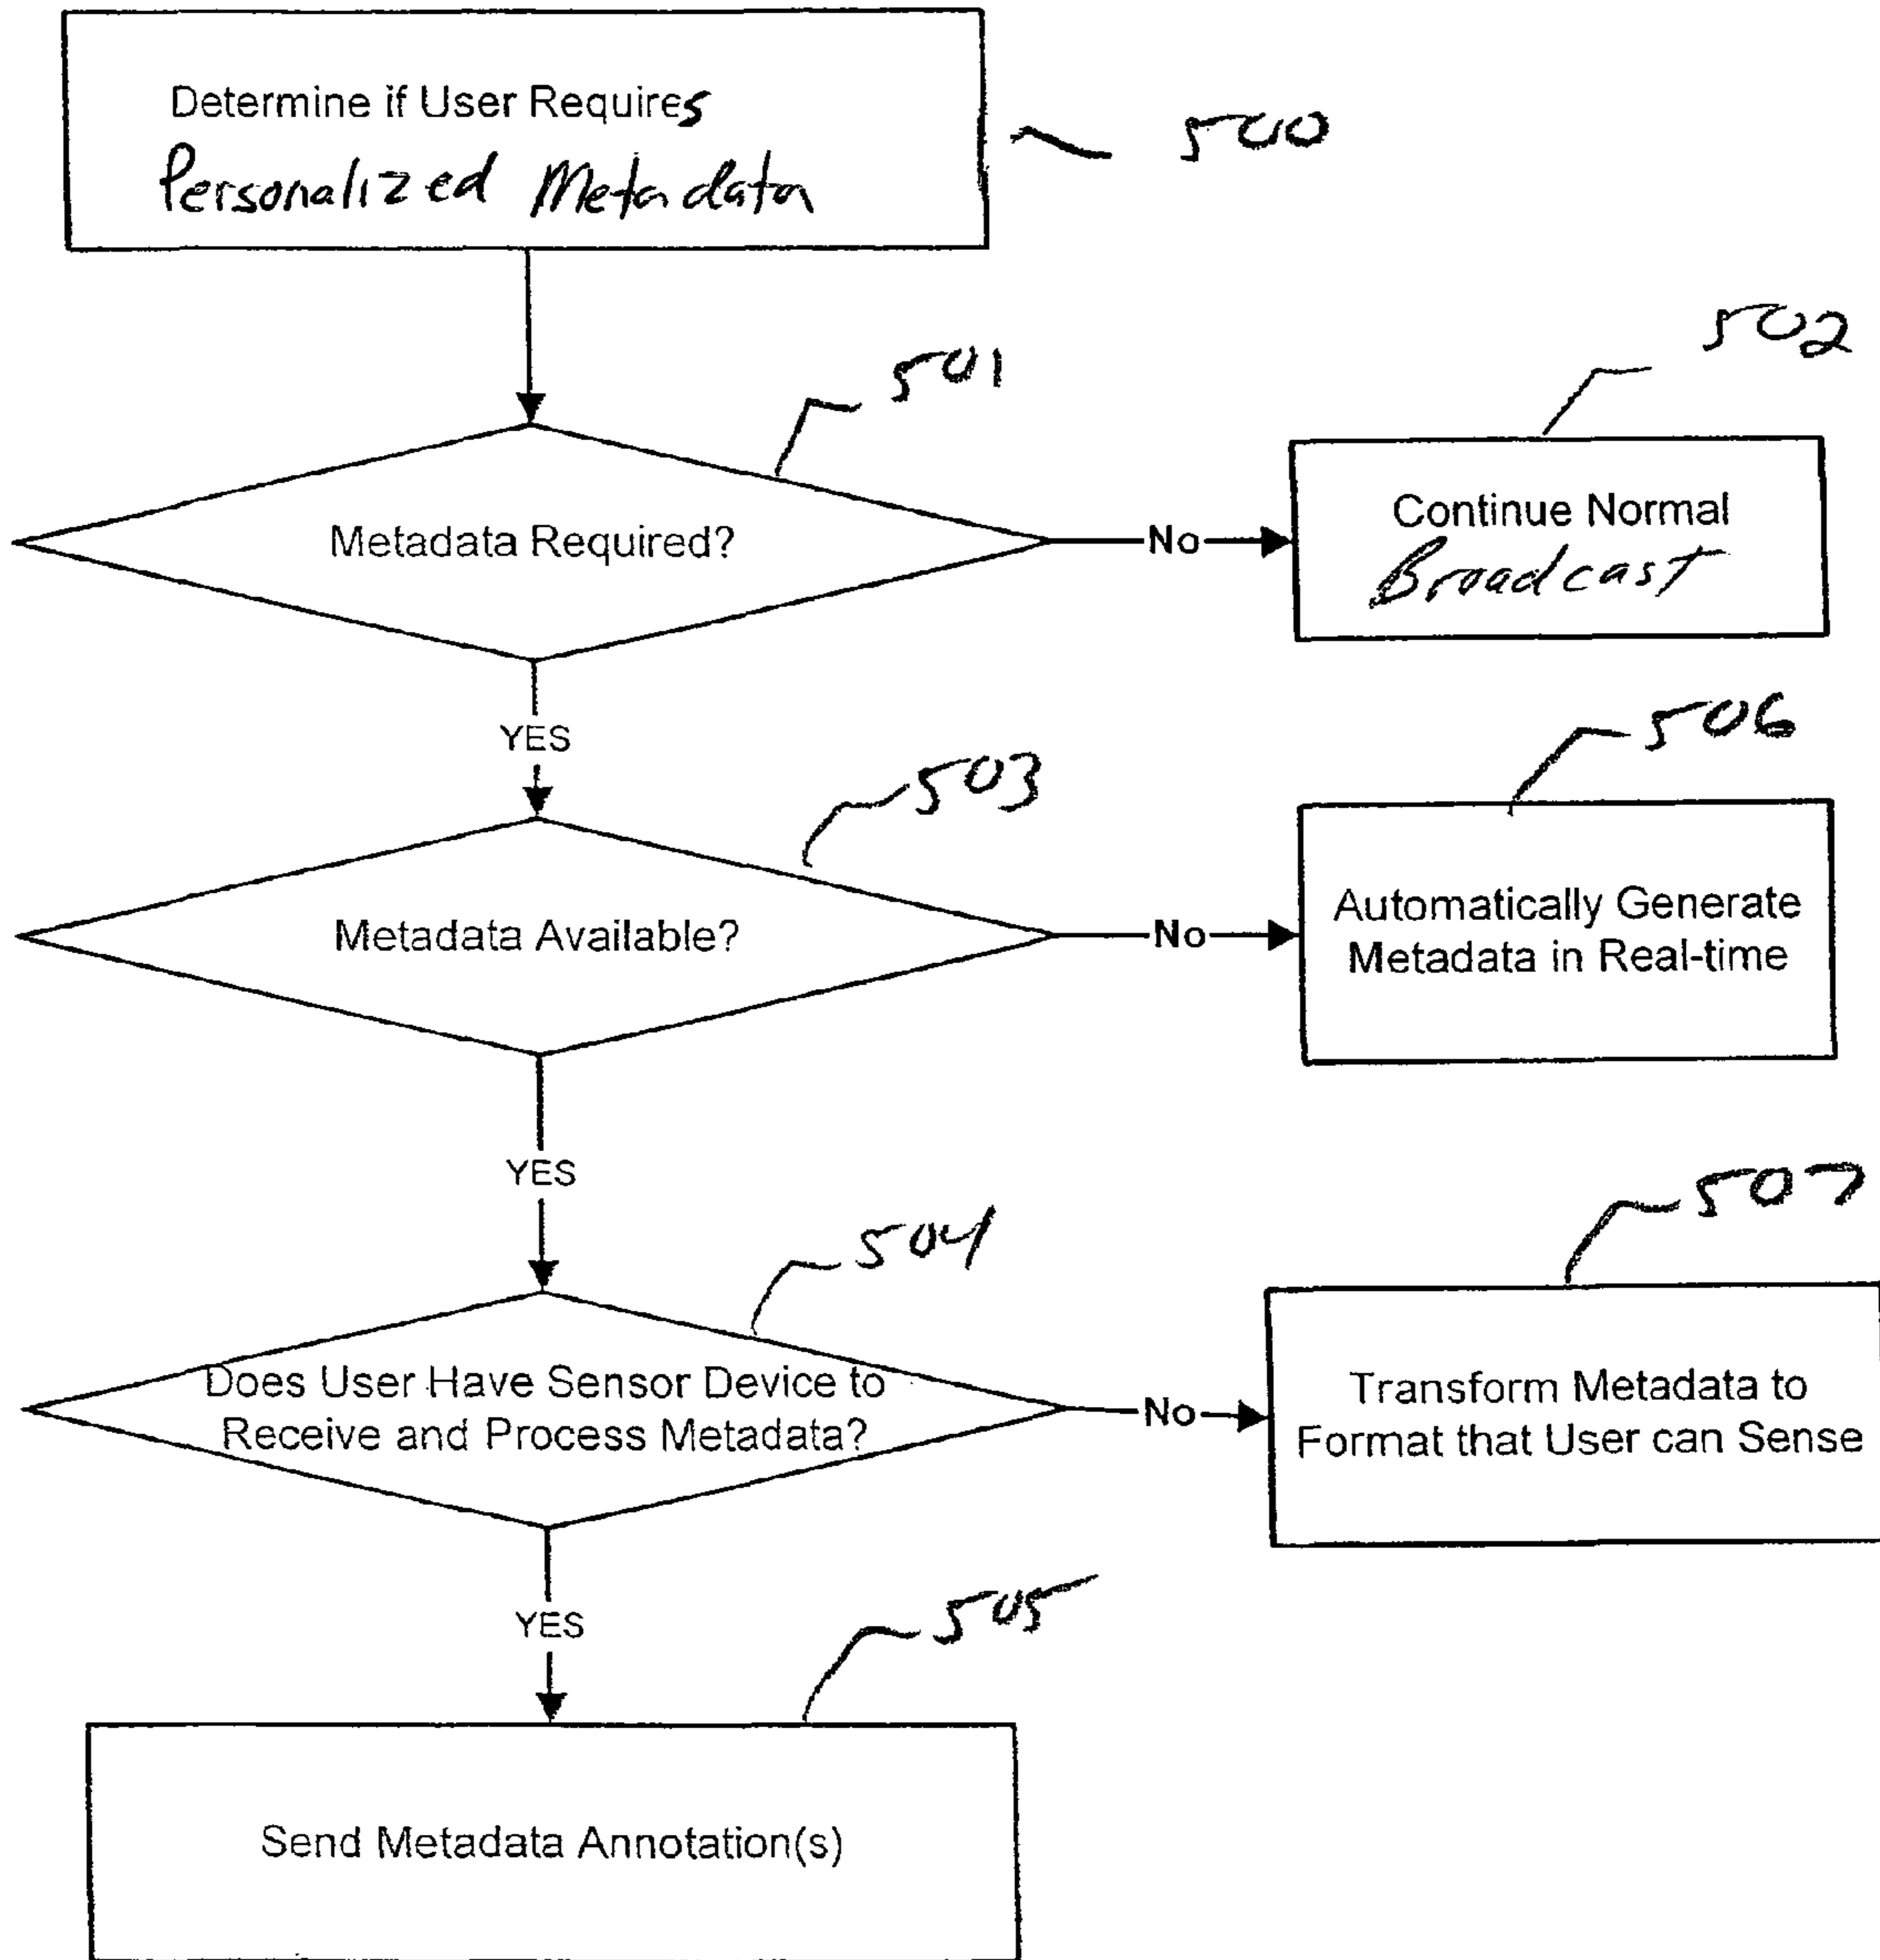 Determine if User Requires
Personalized Metadata
500
501
502
Metadata Required?
No
Continue Normal
Broadcast
YES
503
506
Metadata Available?
No
Automatically Generate
Metadata in Real-time
YES
504
507
Does User Have Sensor Device to
Receive and Process Metadata?
No
Transform Metadata to
Format that User can Sense
YES
505
Send Metadata Annotation(s)